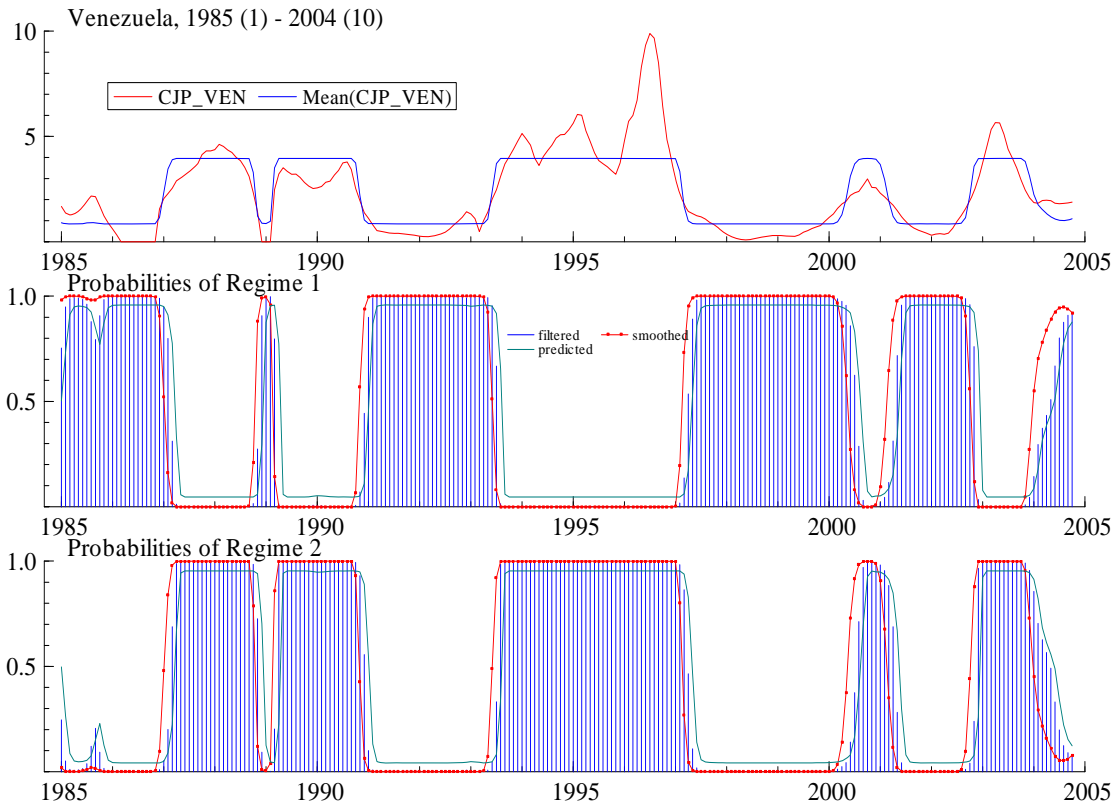 Venezuela, 1985 (1) - 2004 (10)
10
CJP_VEN Mean(CJP_VEN)
5
1985 1990 1995 2000 2005
Probabilities of Regime 1
1.0
filtered smoothed
predicted
0.5
1985 1990 1995 2000 2005
Probabilities of Regime 2
1.0
0.5
1985 1990 1995 2000 2005